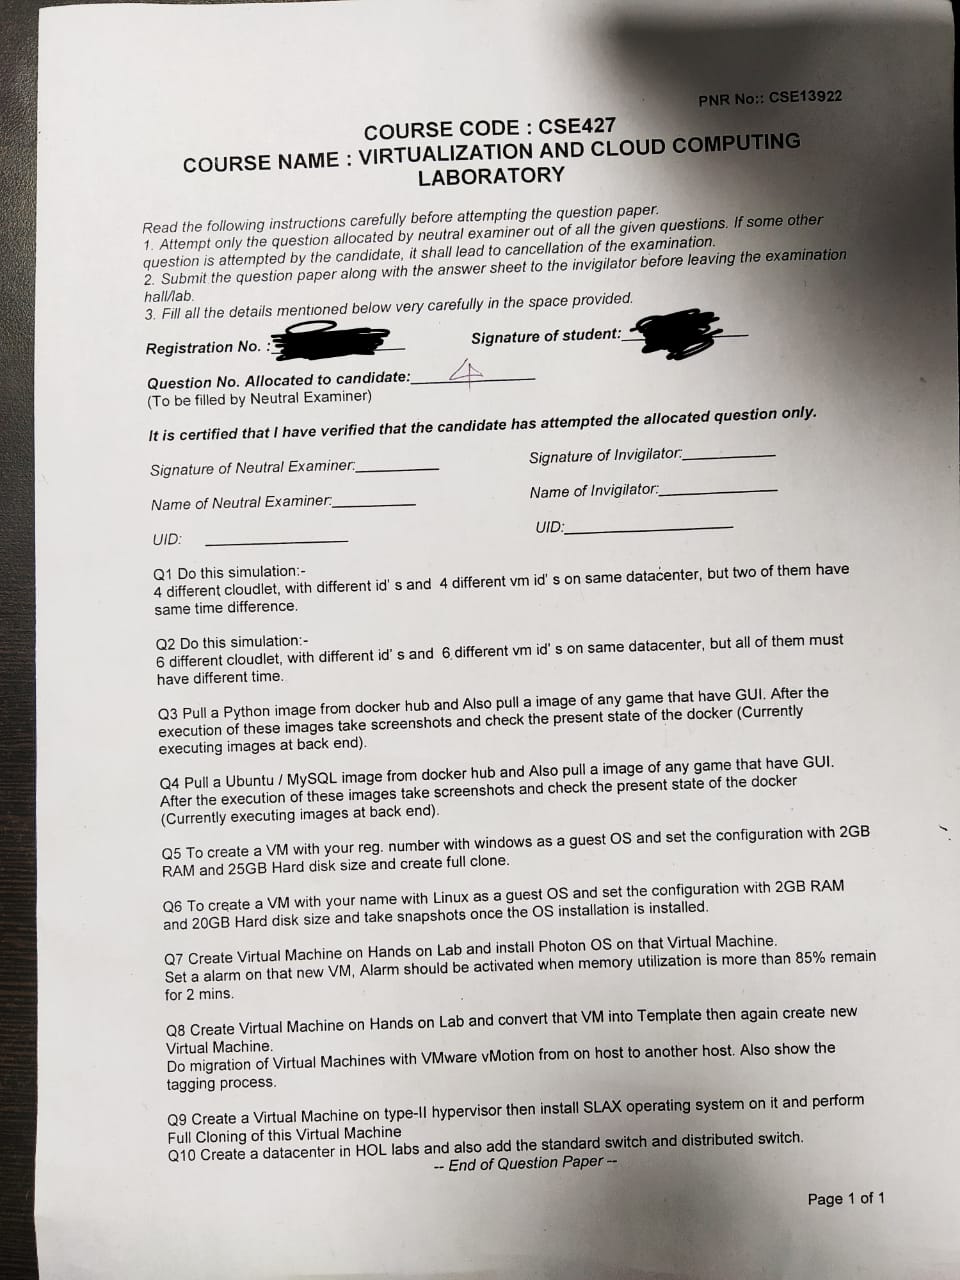 PNR No:: CSE13922
COURSE CODE : CSE427
COURSE NAME : VIRTUALIZATION AND CLOUD COMPUTING
LABORATORY
Read the following instructions carefully before attempting the question paper.
1. Attempt only the question allocated by neutral examiner out of all the given questions. If some other
question is attempted by the candidate, it shall lead to cancellation of the examination.
2. Submit the question paper along with the answer sheet to the invigilator before leaving the examination
hall/lab.
3. Fill all the details mentioned below very carefully in the space provided.
Registration No. : Signature of student:
Question No. Allocated to candidate: 4
(To be filled by Neutral Examiner)
It is certified that I have verified that the candidate has attempted the allocated question only.
Signature of Neutral Examiner: Signature of Invigilator:
Name of Neutral Examiner: Name of Invigilator:
UID: UID:
Q1 Do this simulation:-
4 different cloudlet, with different id' s and 4 different vm id' s on same datacenter, but two of them have
same time difference.
Q2 Do this simulation:-
6 different cloudlet, with different id' s and 6 different vm id' s on same datacenter, but all of them must
have different time.
Q3 Pull a Python image from docker hub and Also pull a image of any game that have GUI. After the
execution of these images take screenshots and check the present state of the docker (Currently
executing images at back end).
Q4 Pull a Ubuntu / MySQL image from docker hub and Also pull a image of any game that have GUI.
After the execution of these images take screenshots and check the present state of the docker
(Currently executing images at back end).
Q5 To create a VM with your reg. number with windows as a guest OS and set the configuration with 2GB
RAM and 25GB Hard disk size and create full clone.
Q6 To create a VM with your name with Linux as a guest OS and set the configuration with 2GB RAM
and 20GB Hard disk size and take snapshots once the OS installation is installed.
Q7 Create Virtual Machine on Hands on Lab and install Photon OS on that Virtual Machine.
Set a alarm on that new VM, Alarm should be activated when memory utilization is more than 85% remain
for 2 mins.
Q8 Create Virtual Machine on Hands on Lab and convert that VM into Template then again create new
Virtual Machine.
Do migration of Virtual Machines with VMware vMotion from on host to another host. Also show the
tagging process.
Q9 Create a Virtual Machine on type-II hypervisor then install SLAX operating system on it and perform
Full Cloning of this Virtual Machine
Q10 Create a datacenter in HOL labs and also add the standard switch and distributed switch.
-- End of Question Paper --
Page 1 of 1